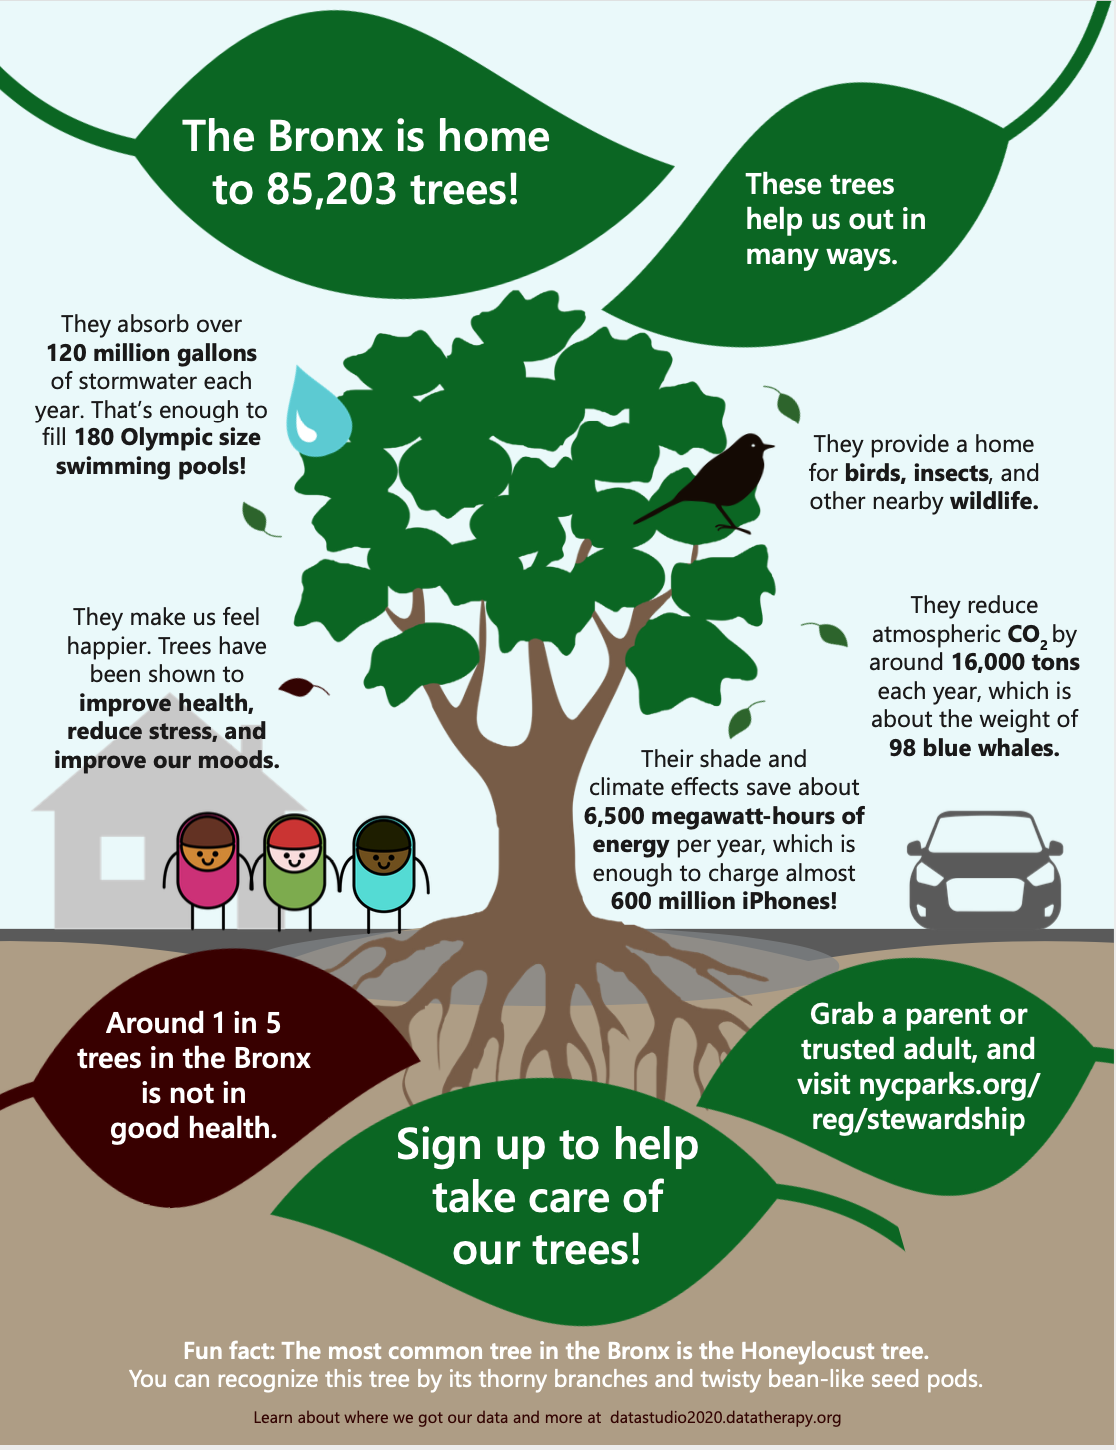 The Bronx is home
to 85,203 trees!
These trees
help us out in
many ways.
They absorb over
120 million gallons
of stormwater each
year. That’s enough to
fill 180 Olympic size
swimming pools!
They provide a home
for birds, insects, and
other nearby wildlife.
They make us feel
happier. Trees have
been shown to
improve health,
reduce stress, and
improve our moods.
They reduce
atmospheric CO₂ by
around 16,000 tons
each year, which is
about the weight of
98 blue whales.
Their shade and
climate effects save about
6,500 megawatt-hours of
energy per year, which is
enough to charge almost
600 million iPhones!
Around 1 in 5
trees in the Bronx
is not in
good health.
Grab a parent or
trusted adult, and
visit nycparks.org/
reg/stewardship
Sign up to help
take care of
our trees!
Fun fact: The most common tree in the Bronx is the Honeylocust tree.
You can recognize this tree by its thorny branches and twisty bean-like seed pods.
Learn about where we got our data and more at datastudio2020.datatherapy.org